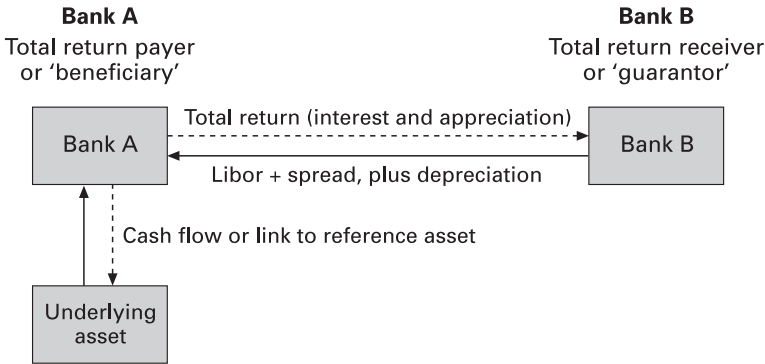 Bank A
Total return payer
or ‘beneficiary’
Bank B
Total return receiver
or ‘guarantor’
Bank A
Total return (interest and appreciation)
Libor + spread, plus depreciation
Bank B
Cash flow or link to reference asset
Underlying
asset